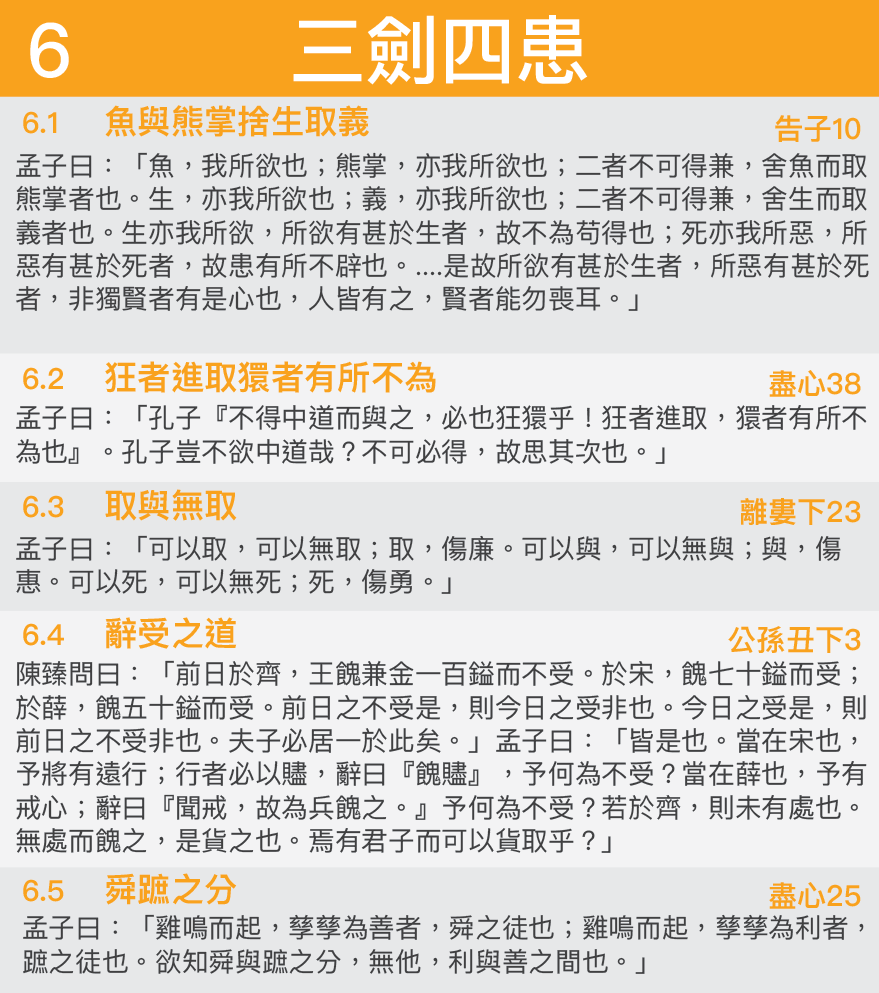 6 三劍四患
6.1 魚與熊掌捨生取義 告子10
孟子曰：「魚，我所欲也；熊掌，亦我所欲也；二者不可得兼，舍魚而取
熊掌者也。生，亦我所欲也；義，亦我所欲也；二者不可得兼，舍生而取
義者也。生亦我所欲，所欲有甚於生者，故不為苟得也；死亦我所惡，所
惡有甚於死者，故患有所不辟也。....是故所欲有甚於生者，所惡有甚於死
者，非獨賢者有是心也，人皆有之，賢者能勿喪耳。」
6.2 狂者進取獧者有所不為 盡心38
孟子曰：「孔子『不得中道而與之，必也狂獧乎！狂者進取，獧者有所不
為也』。孔子豈不欲中道哉？不可必得，故思其次也。」
6.3 取與無取 離婁下23
孟子曰：「可以取，可以無取；取，傷廉。可以與，可以無與；與，傷
惠。可以死，可以無死；死，傷勇。」
6.4 辭受之道 公孫丑下3
陳臻問曰：「前日於齊，王餽兼金一百鎰而不受。於宋，餽七十鎰而受；
於薛，餽五十鎰而受。前日之不受是，則今日之受非也。今日之受是，則
前日之不受非也。夫子必居一於此矣。」孟子曰：「皆是也。當在宋也，
予將有遠行；行者必以贐，辭曰『餽贐』，予何為不受？當在薛也，予有
戒心；辭曰『聞戒，故為兵餽之。』予何為不受？若於齊，則未有處也。
無處而餽之，是貨之也。焉有君子而可以貨取乎？」
6.5 舜蹠之分 盡心25
孟子曰：「雞鳴而起，孳孳為善者，舜之徒也；雞鳴而起，孳孳為利者，
蹠之徒也。欲知舜與蹠之分，無他，利與善之間也。」